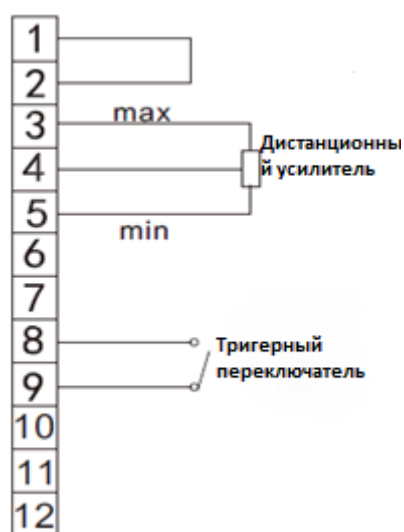 1
2
3
max
Дистанционны
й усилитель
4
5
min
6
7
8
Тригерный
переключатель
9
10
11
12